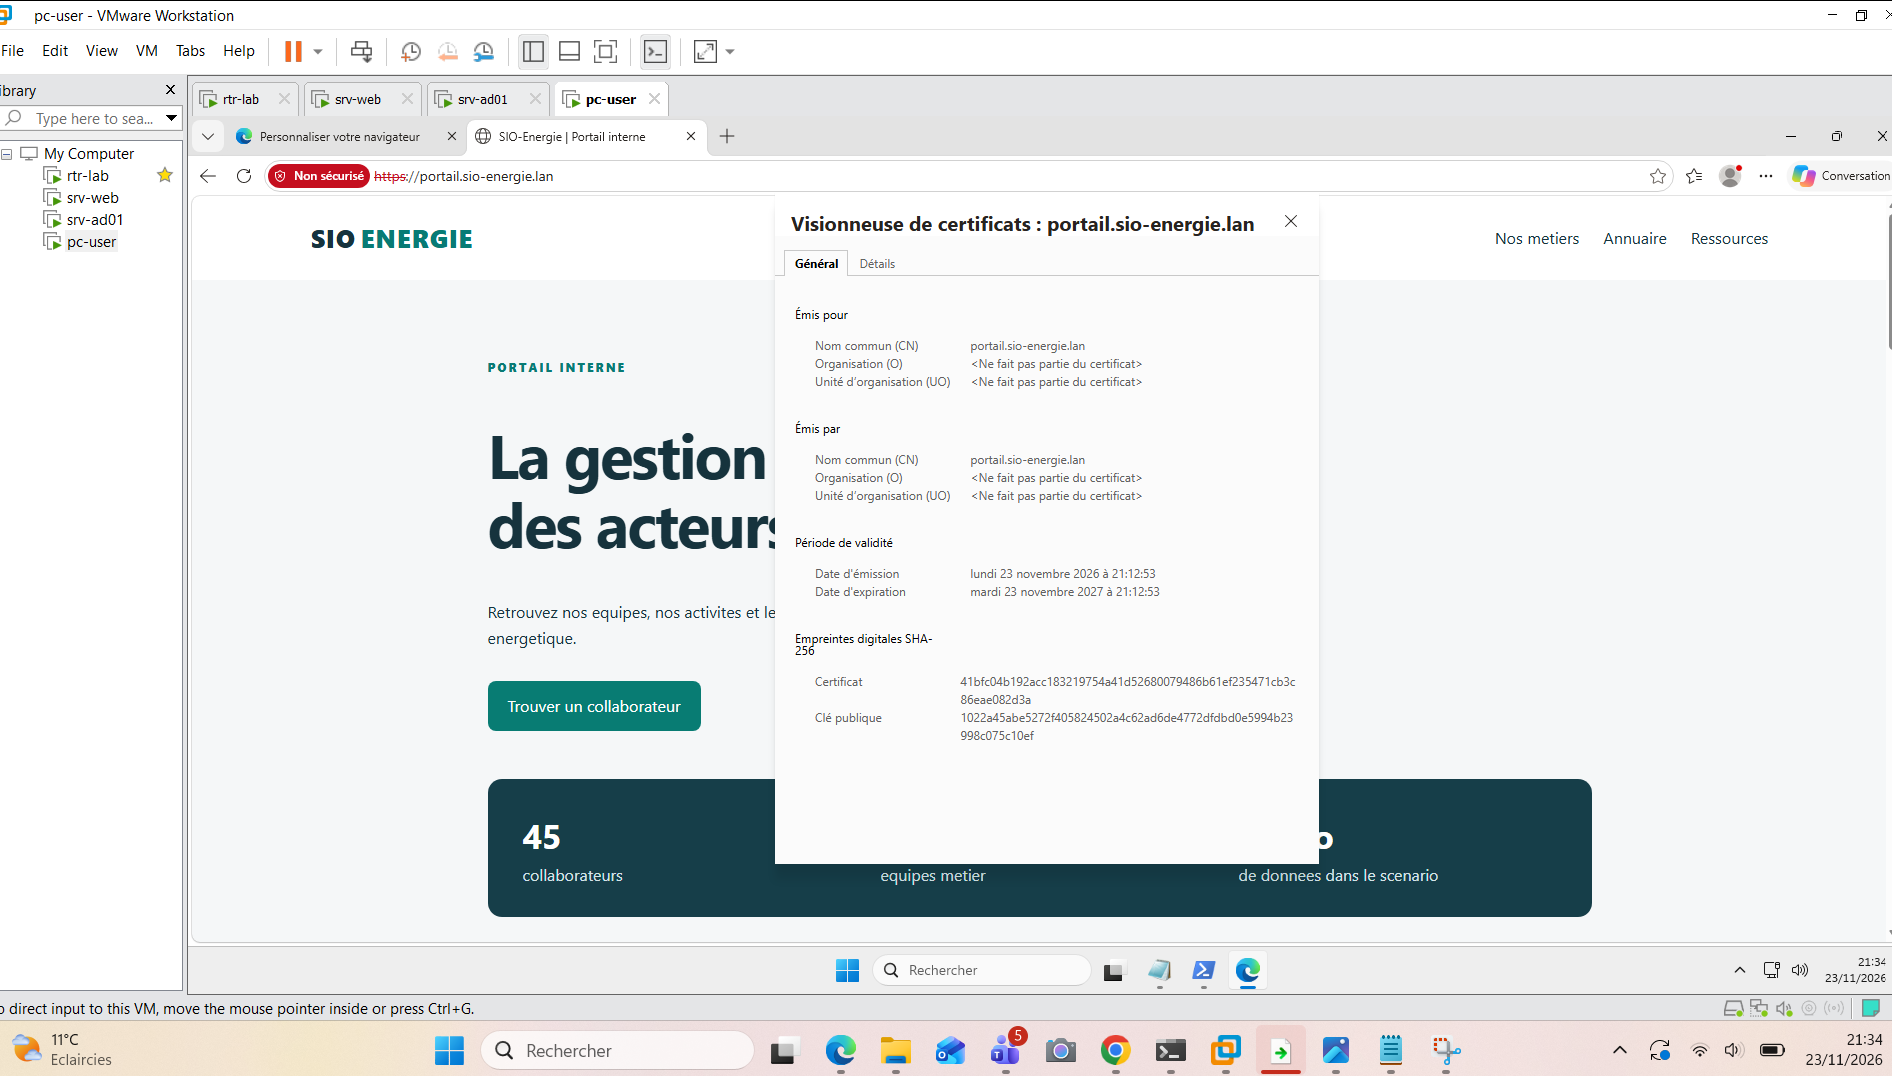 pc-user - VMware Workstation
File Edit View VM Tabs Help
ibrary
Type here to sea...
My Computer
rtr-lab
srv-web
srv-ad01
pc-user
rtr-lab srv-web srv-ad01 pc-user
Personnaliser votre navigateur SIO-Energie | Portail interne
Non sécurisé https://portail.sio-energie.lan Conversation
SIO ENERGIE
Nos metiers Annuaire Ressources
PORTAIL INTERNE
La gestion
des acteurs
Retrouvez nos equipes, nos activites et le
energetique.
Trouver un collaborateur
45
collaborateurs
equipes metier
o
de donnees dans le scenario
Visionneuse de certificats : portail.sio-energie.lan
Général Détails
Émis pour
Nom commun (CN) portail.sio-energie.lan
Organisation (O) <Ne fait pas partie du certificat>
Unité d'organisation (UO) <Ne fait pas partie du certificat>
Émis par
Nom commun (CN) portail.sio-energie.lan
Organisation (O) <Ne fait pas partie du certificat>
Unité d'organisation (UO) <Ne fait pas partie du certificat>
Période de validité
Date d'émission lundi 23 novembre 2026 à 21:12:53
Date d'expiration mardi 23 novembre 2027 à 21:12:53
Empreintes digitales SHA-
256
Certificat 41bfc04b192acc183219754a41d52680079486b61ef235471cb3c
86eae082d3a
Clé publique 1022a45abe5272f405824502a4c62ad6de4772dfdbd0e5994b23
998c075c10ef
Rechercher
21:34
23/11/2026
o direct input to this VM, move the mouse pointer inside or press Ctrl+G.
11°C
Eclaircies
Rechercher
5
21:34
23/11/2026